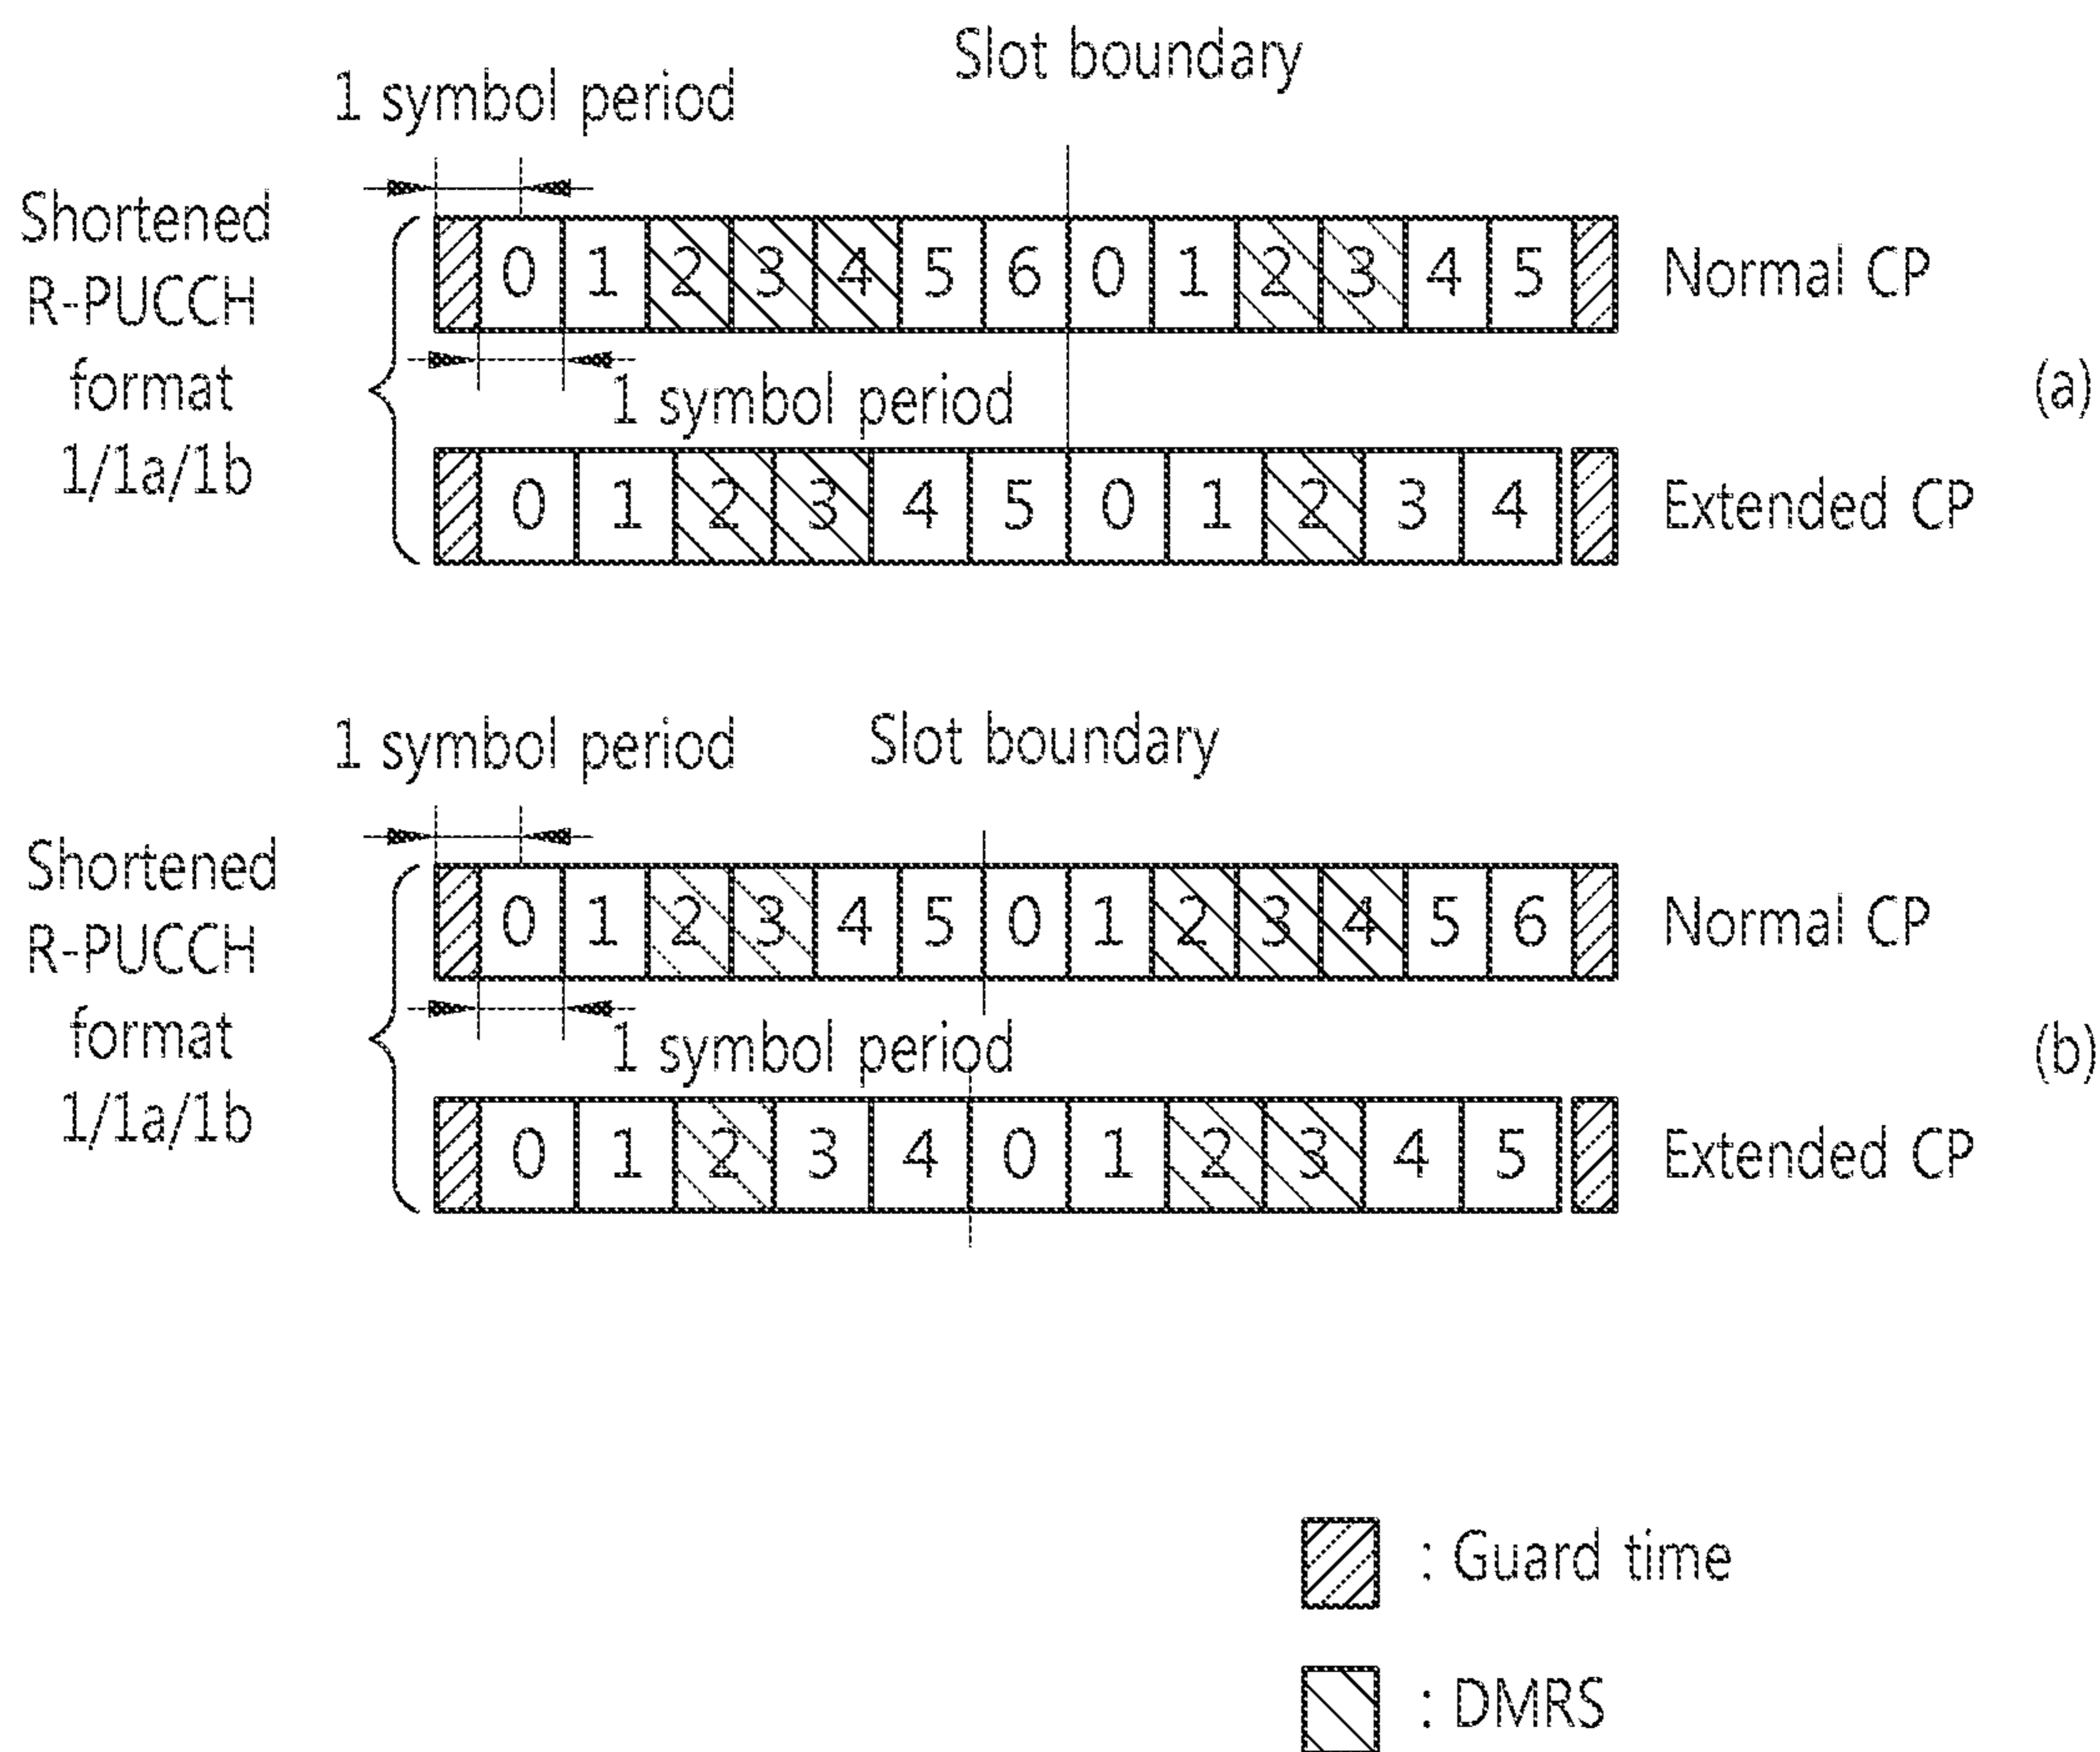 Slot boundary
1 symbol period
Shortened
R-PUCCH
format
1/1a/1b
0 1 2 3 4 5 6 0 1 2 3 4 5
Normal CP
1 symbol period
(a)
0 1 2 3 4 5 0 1 2 3 4
Extended CP
1 symbol period
Slot boundary
Shortened
R-PUCCH
format
1/1a/1b
0 1 2 3 4 5 0 1 2 3 4 5 6
Normal CP
1 symbol period
(b)
0 1 2 3 4 0 1 2 3 4 5
Extended CP
: Guard time
: DMRS